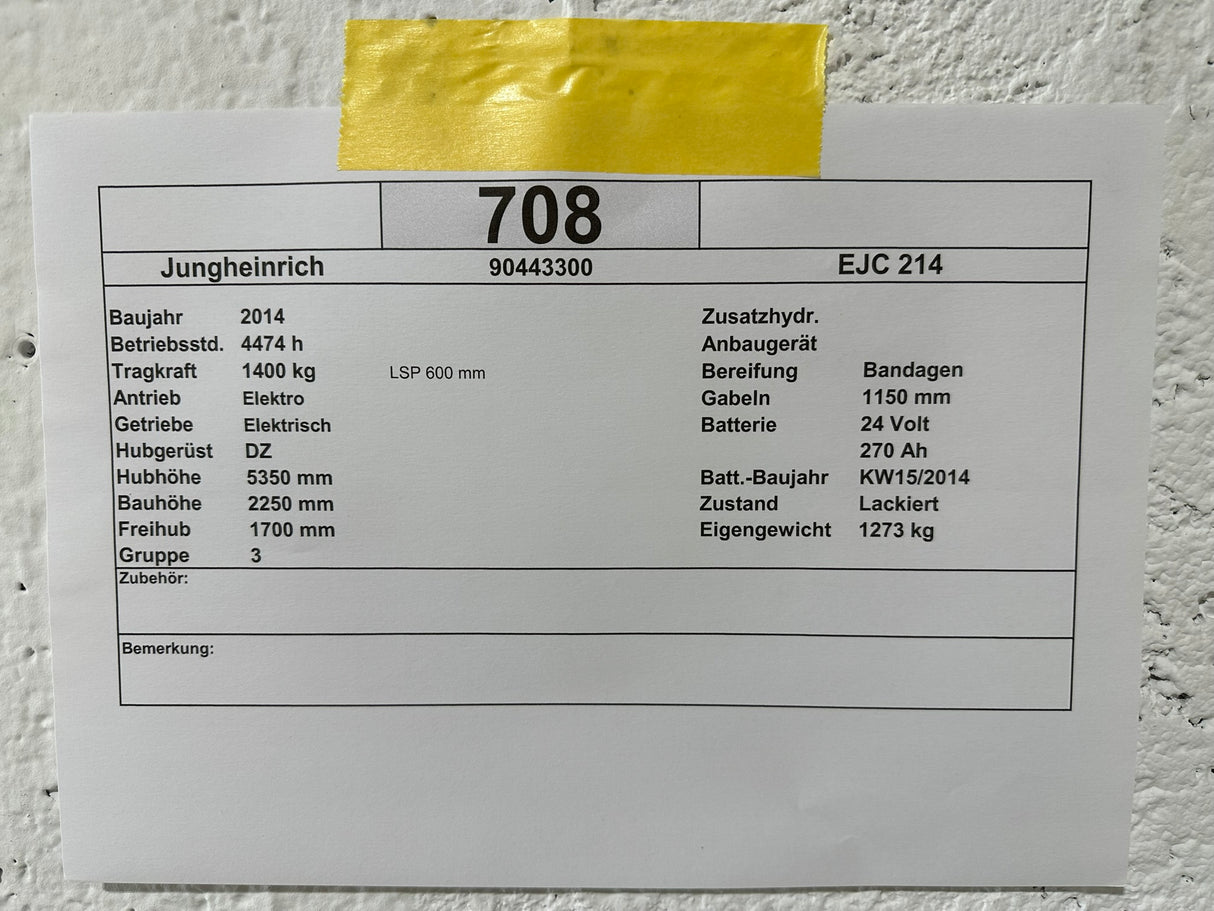 708
Jungheinrich 90443300 EJC 214
Baujahr 2014 Zusatzhydr.
Betriebsstd. 4474 h Anbaugerät
Tragkraft 1400 kg LSP 600 mm Bereifung Bandagen
Antrieb Elektro Gabeln 1150 mm
Getriebe Elektrisch Batterie 24 Volt
Hubgerüst DZ 270 Ah
Hubhöhe 5350 mm Batt.-Baujahr KW15/2014
Bauhöhe 2250 mm Zustand Lackiert
Freihub 1700 mm Eigengewicht 1273 kg
Gruppe 3
Zubehör:
Bemerkung: